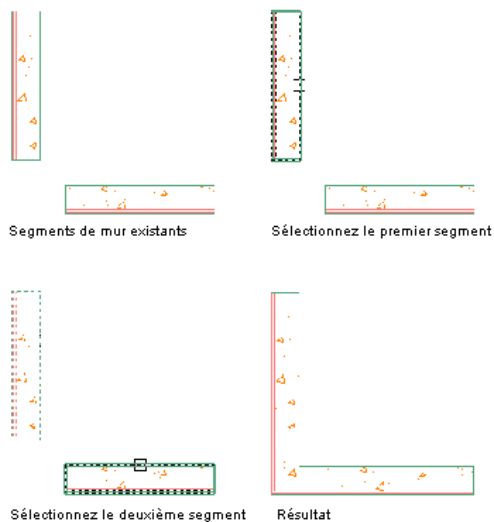 Segments de mur existants
Sélectionnez le premier segment
Sélectionnez le deuxième segment
Résultat